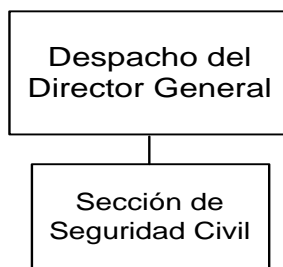 Despacho del
Director General
Sección de
Seguridad Civil